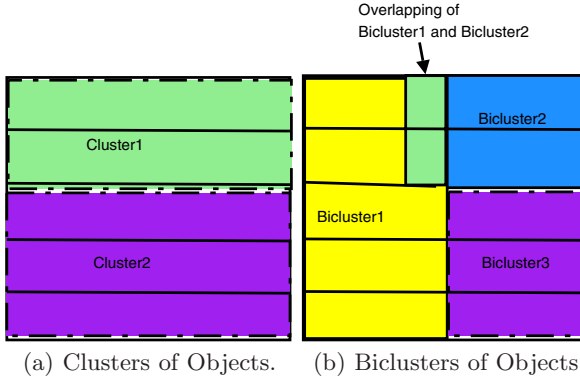 Overlapping of
Bicluster1 and Bicluster2
Cluster1
Cluster2
Bicluster2
Bicluster1
Bicluster3
(a) Clusters of Objects.
(b) Biclusters of Objects